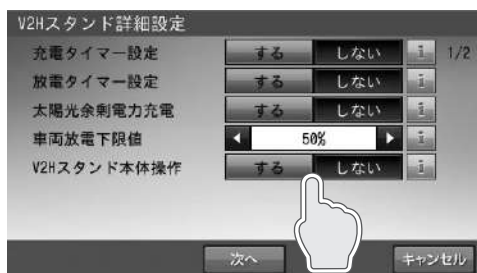 V2Hスタンド詳細設定
充電タイマー設定 する しない i 1/2
放電タイマー設定 する しない i
太陽光余剰電力充電 する しない i
車両放電下限値 ◀ 50% ▶ i
V2Hスタンド本体操作 する しない i
次へ キャンセル